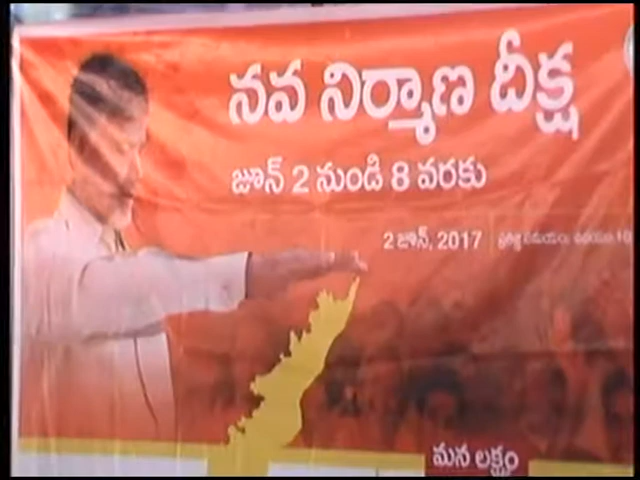 నవ నిర్మాణ దీక్ష
జూన్ 2 నుండి 8 వరకు
2 జూన్, 2017
మన లక్ష్యం